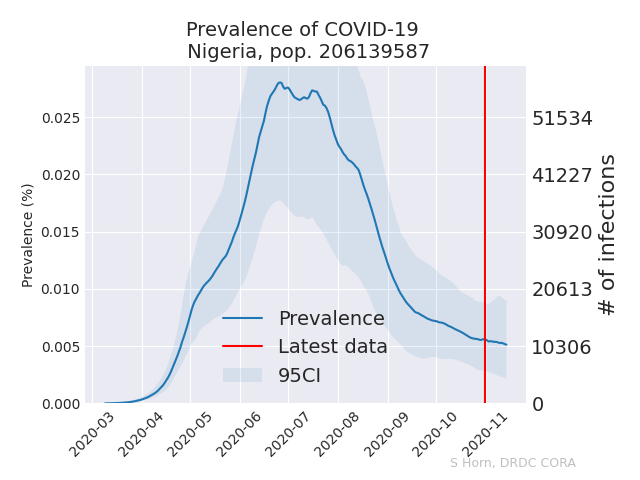 Prevalence of COVID-19
Nigeria, pop. 206139587
0.025
0.020
0.015
0.010
0.005
0.000
Prevalence (%)
51534
41227
30920
20613
10306
0
# of infections
Prevalence
Latest data
95CI
2020-03
2020-04
2020-05
2020-06
2020-07
2020-08
2020-09
2020-10
2020-11
S Horn, DRDC CORA